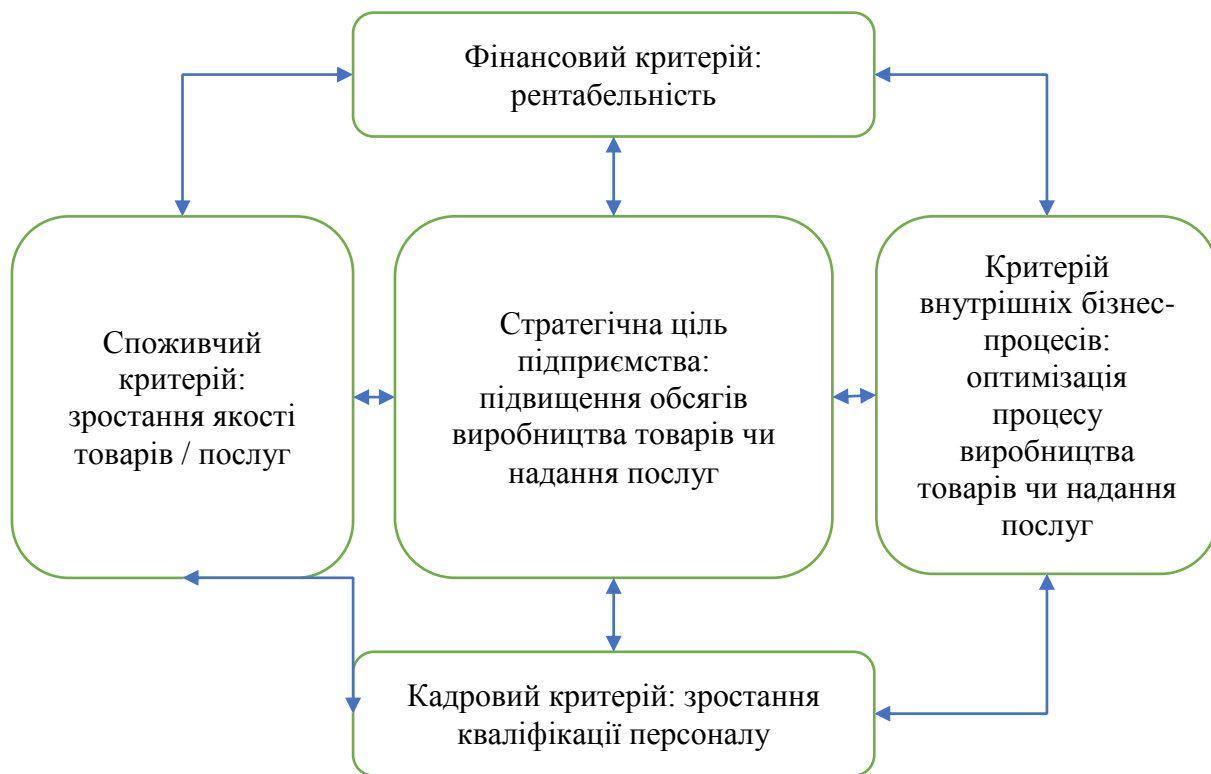 Фінансовий критерій:
рентабельність
Споживчий
критерій:
зростання якості
товарів / послуг
Стратегічна ціль
підприємства:
підвищення обсягів
виробництва товарів чи
надання послуг
Критерій
внутрішніх бізнес-
процесів:
оптимізація
процесу
виробництва
товарів чи надання
послуг
Кадровий критерій: зростання
кваліфікації персоналу